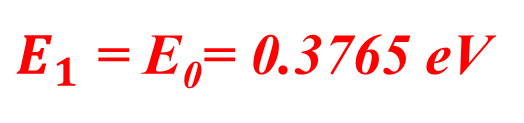 E₁ = E₀= 0.3765 eV